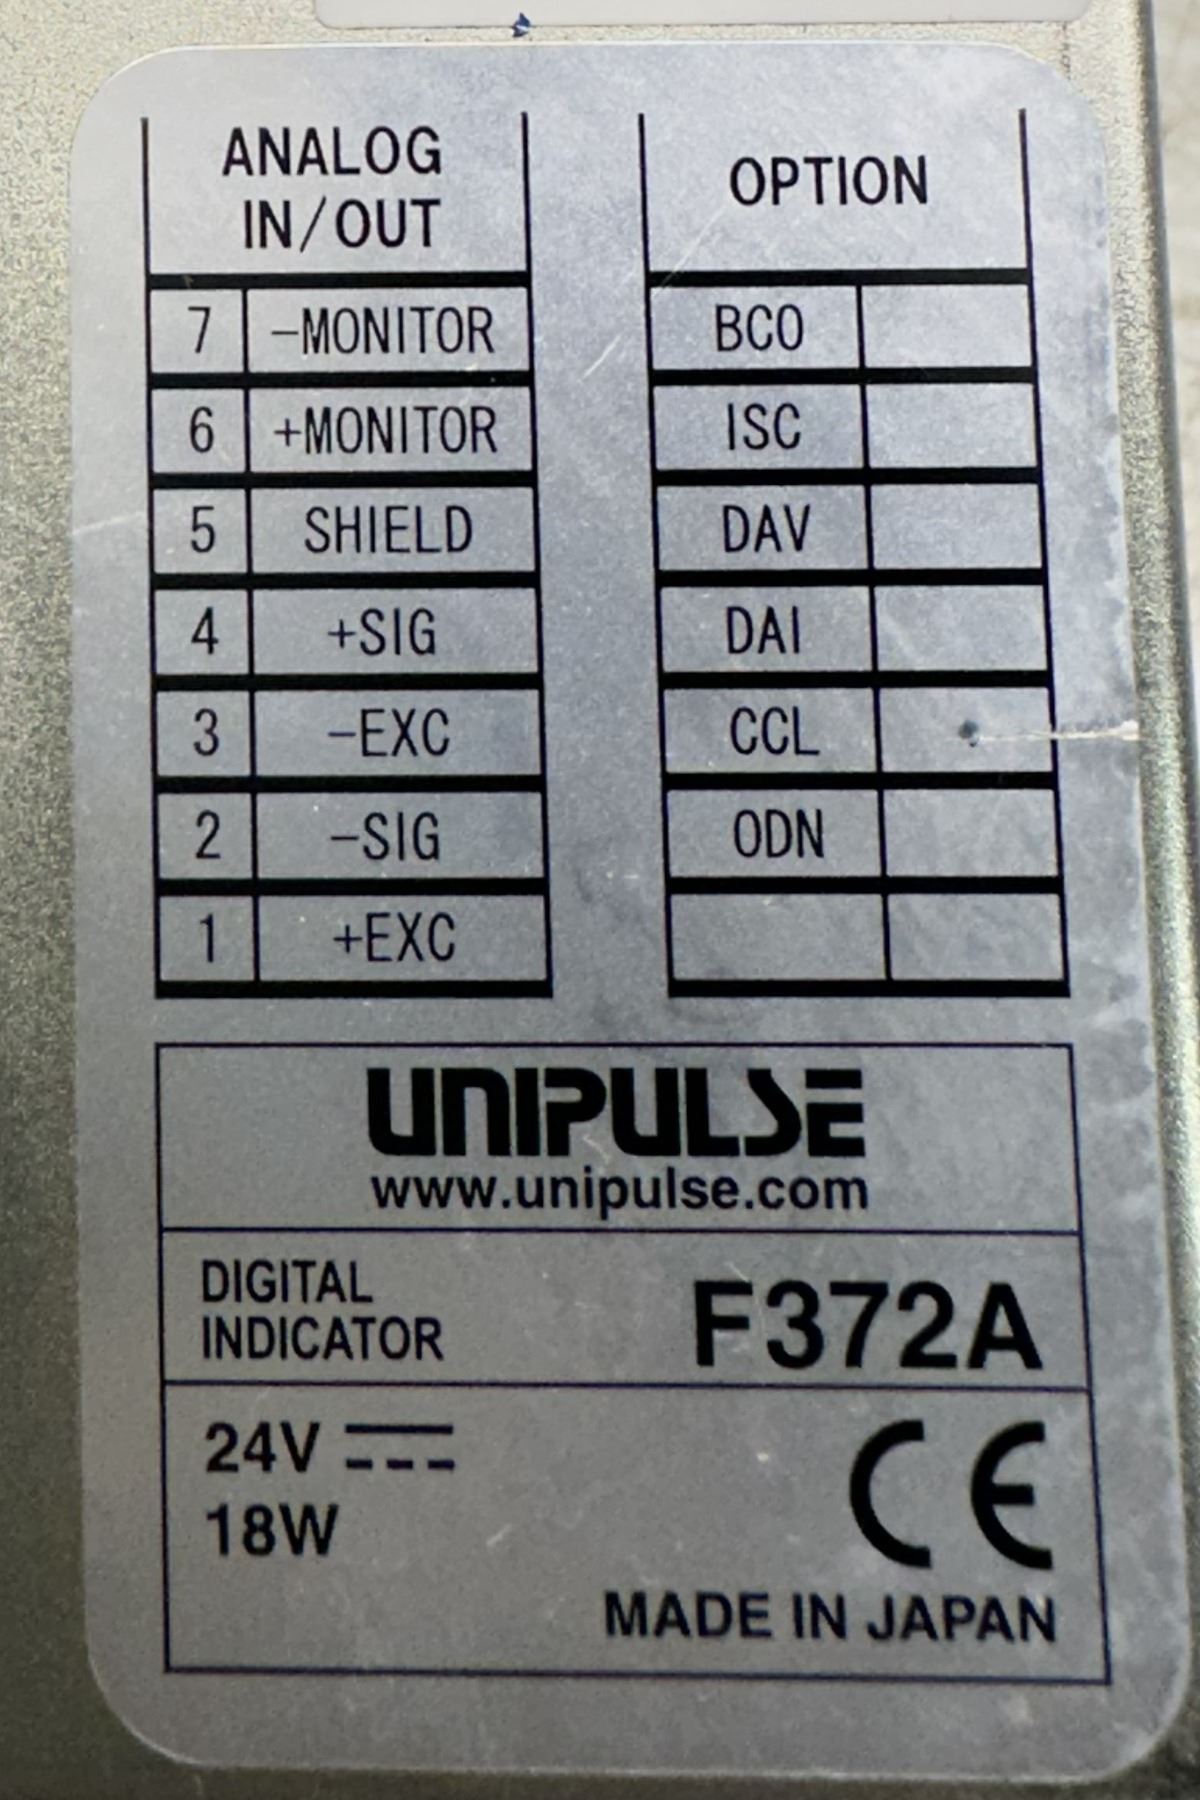 ANALOG
IN/OUT
7 -MONITOR
6 +MONITOR
5 SHIELD
4 +SIG
3 -EXC
2 -SIG
1 +EXC
OPTION
BCO
ISC
DAV
DAI
CCL
ODN
UNIPULSE
www.unipulse.com
DIGITAL
INDICATOR
F372A
24V ⎓
18W
CE
MADE IN JAPAN